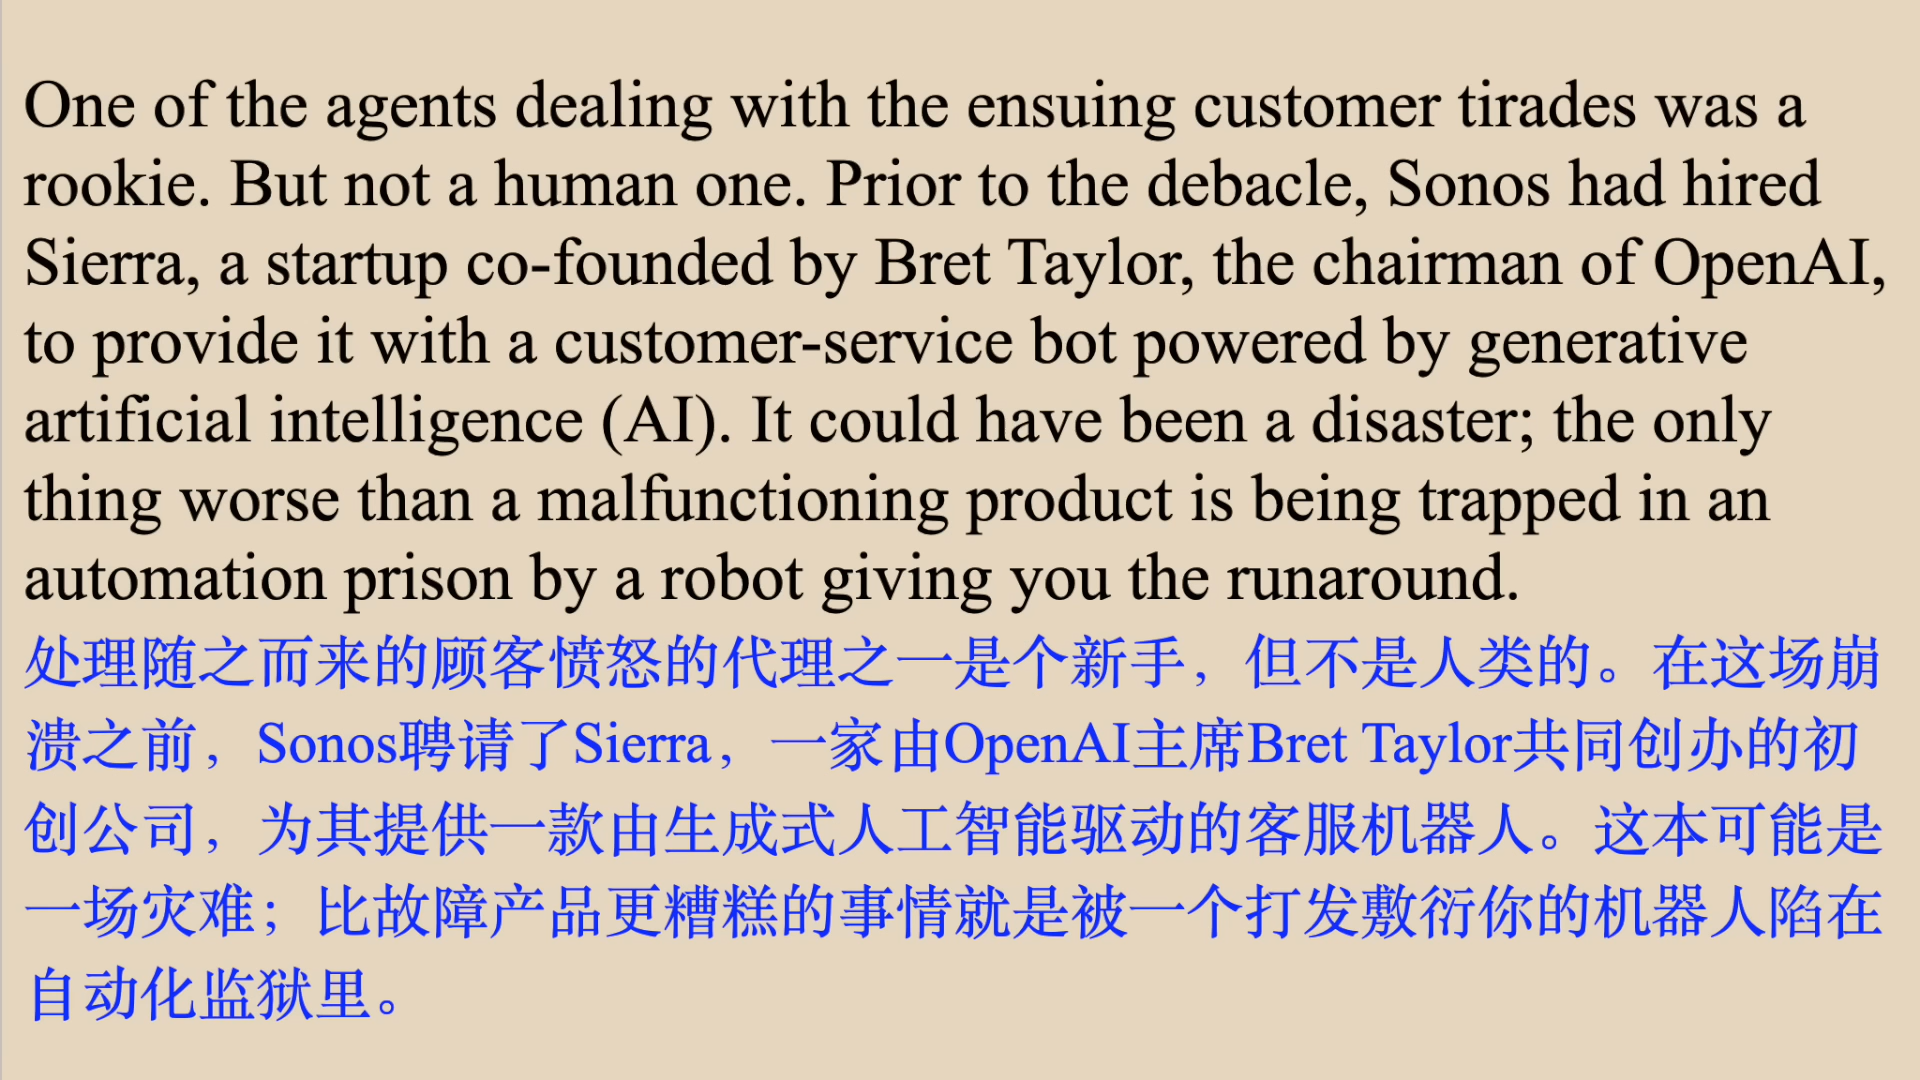 One of the agents dealing with the ensuing customer tirades was a
rookie. But not a human one. Prior to the debacle, Sonos had hired
Sierra, a startup co-founded by Bret Taylor, the chairman of OpenAI,
to provide it with a customer-service bot powered by generative
artificial intelligence (AI). It could have been a disaster; the only
thing worse than a malfunctioning product is being trapped in an
automation prison by a robot giving you the runaround.
处理随之而来的顾客愤怒的代理之一是个新手，但不是人类的。在这场崩
溃之前，Sonos聘请了Sierra，一家由OpenAI主席Bret Taylor共同创办的初
创公司，为其提供一款由生成式人工智能驱动的客服机器人。这本可能是
一场灾难；比故障产品更糟糕的事情就是被一个打发敷衍你的机器人陷在
自动化监狱里。